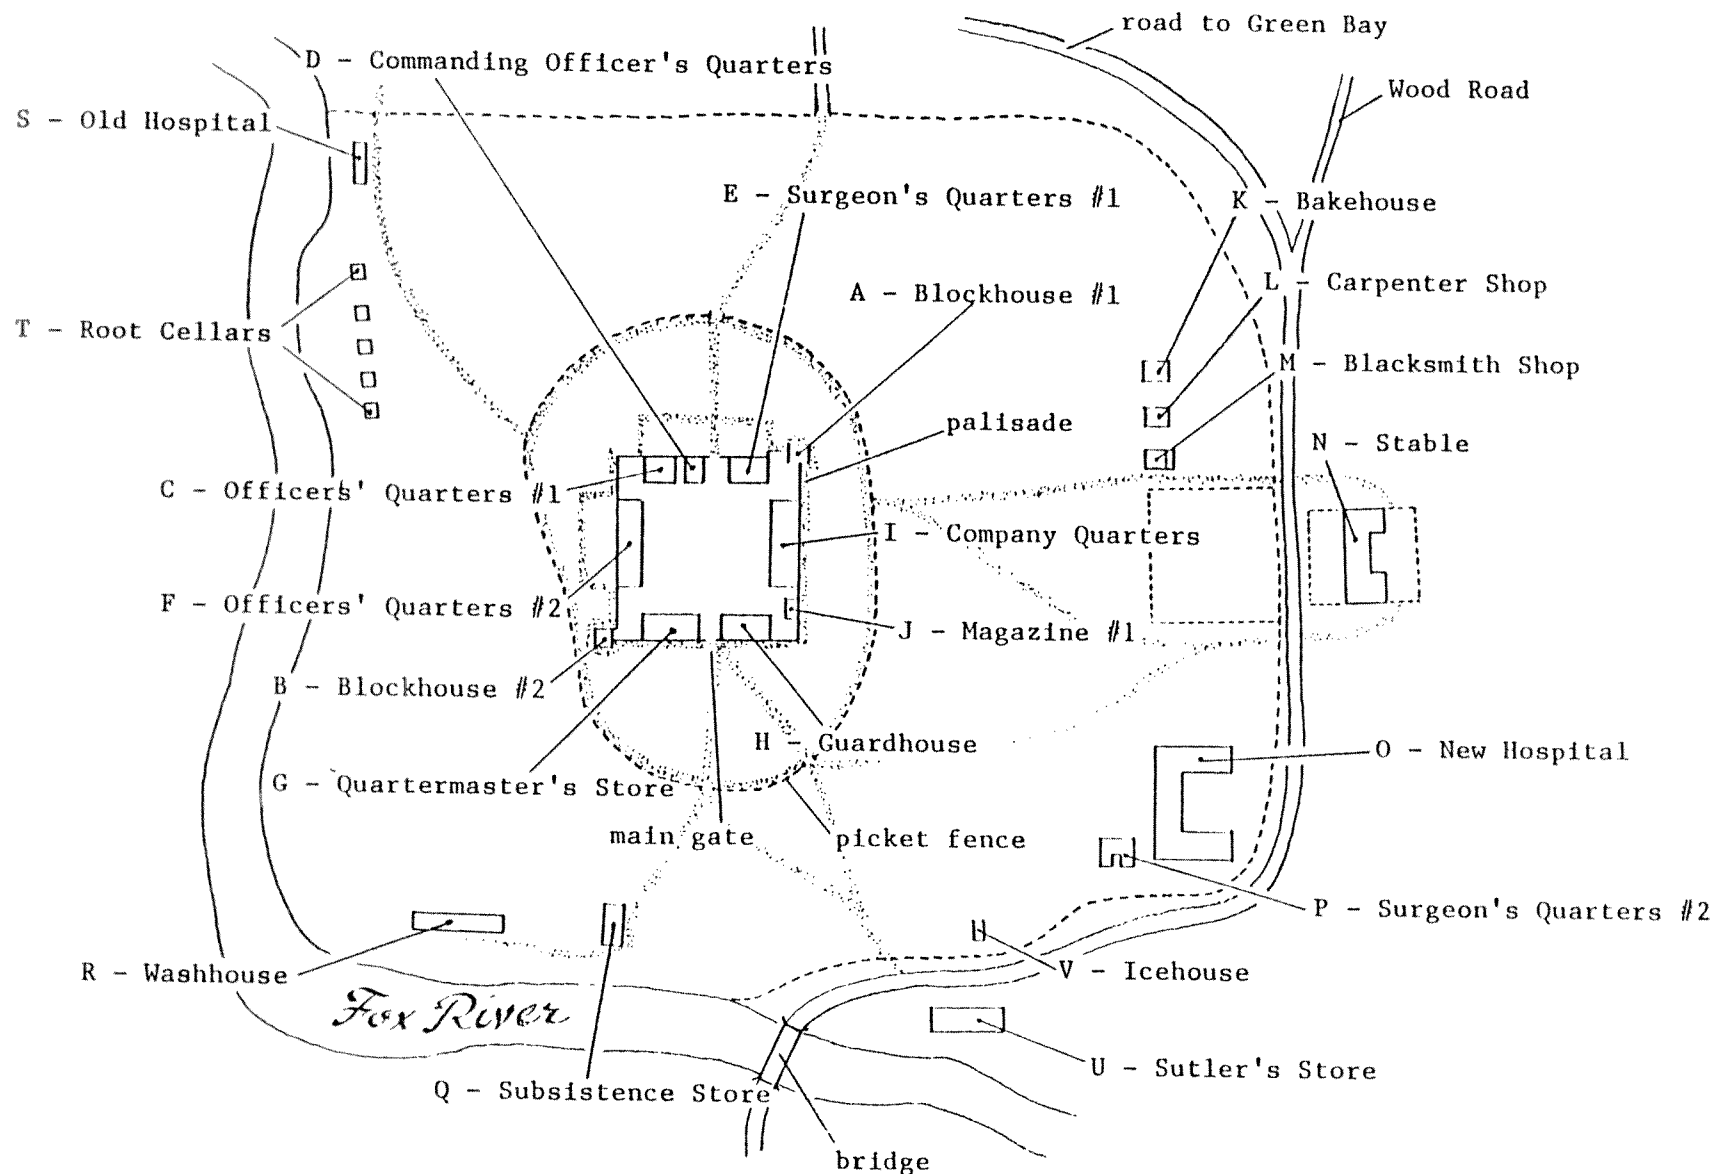 road to Green Bay
D - Commanding Officer's Quarters
Wood Road
S - Old Hospital
E - Surgeon's Quarters #1
K - Bakehouse
L - Carpenter Shop
A - Blockhouse #1
T - Root Cellars
M - Blacksmith Shop
palisade
N - Stable
C - Officers' Quarters #1
I - Company Quarters
F - Officers' Quarters #2
J - Magazine #1
B - Blockhouse #2
H - Guardhouse
O - New Hospital
G - Quartermaster's Store
main gate
picket fence
P - Surgeon's Quarters #2
R - Washhouse
V - Icehouse
Fox River
U - Sutler's Store
Q - Subsistence Store
bridge